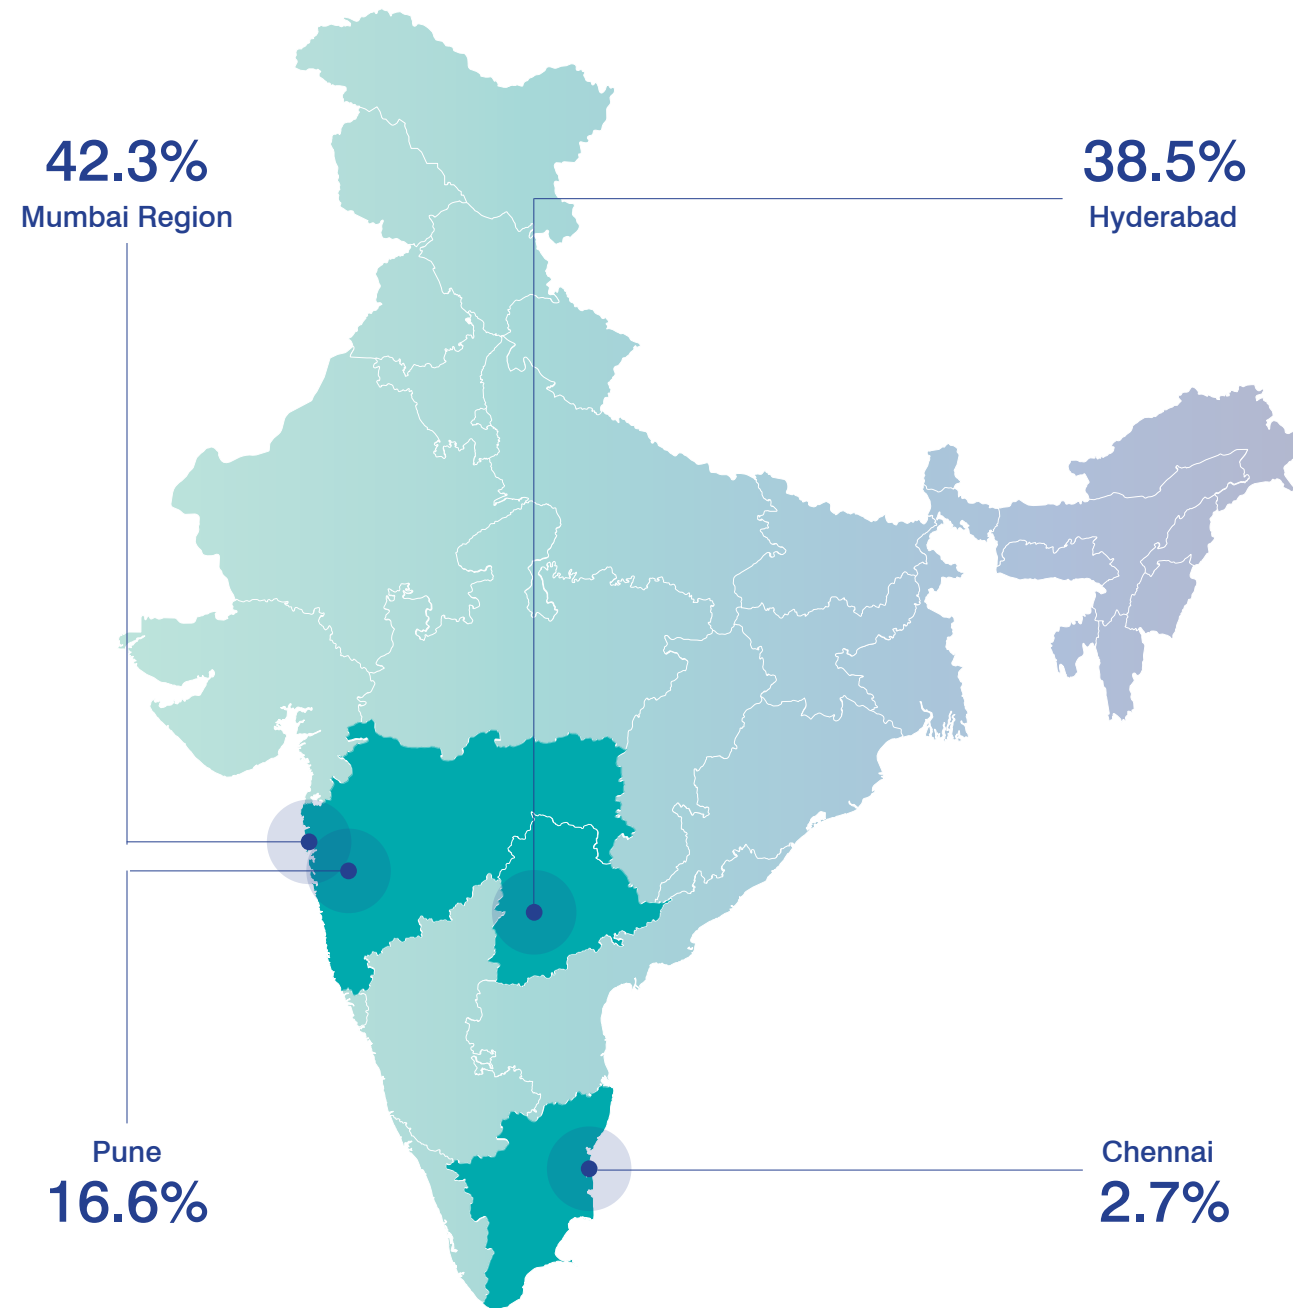 42.3%
Mumbai Region
38.5%
Hyderabad
Pune
16.6%
Chennai
2.7%